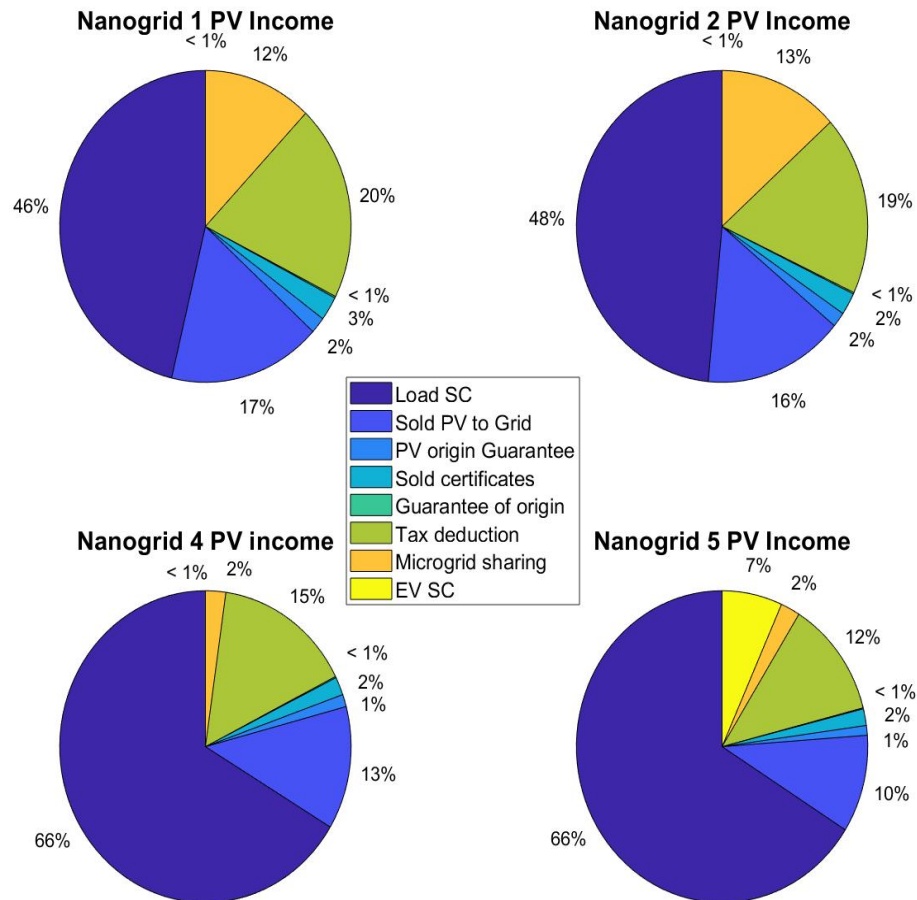 Nanogrid 1 PV Income
< 1%
12%
20%
< 1%
3%
2%
17%
46%
Nanogrid 2 PV Income
< 1%
13%
19%
< 1%
2%
2%
16%
48%
Load SC
Sold PV to Grid
PV origin Guarantee
Sold certificates
Guarantee of origin
Tax deduction
Microgrid sharing
EV SC
Nanogrid 4 PV income
< 1%
2%
15%
< 1%
2%
1%
13%
66%
Nanogrid 5 PV Income
7%
2%
12%
< 1%
2%
1%
10%
66%